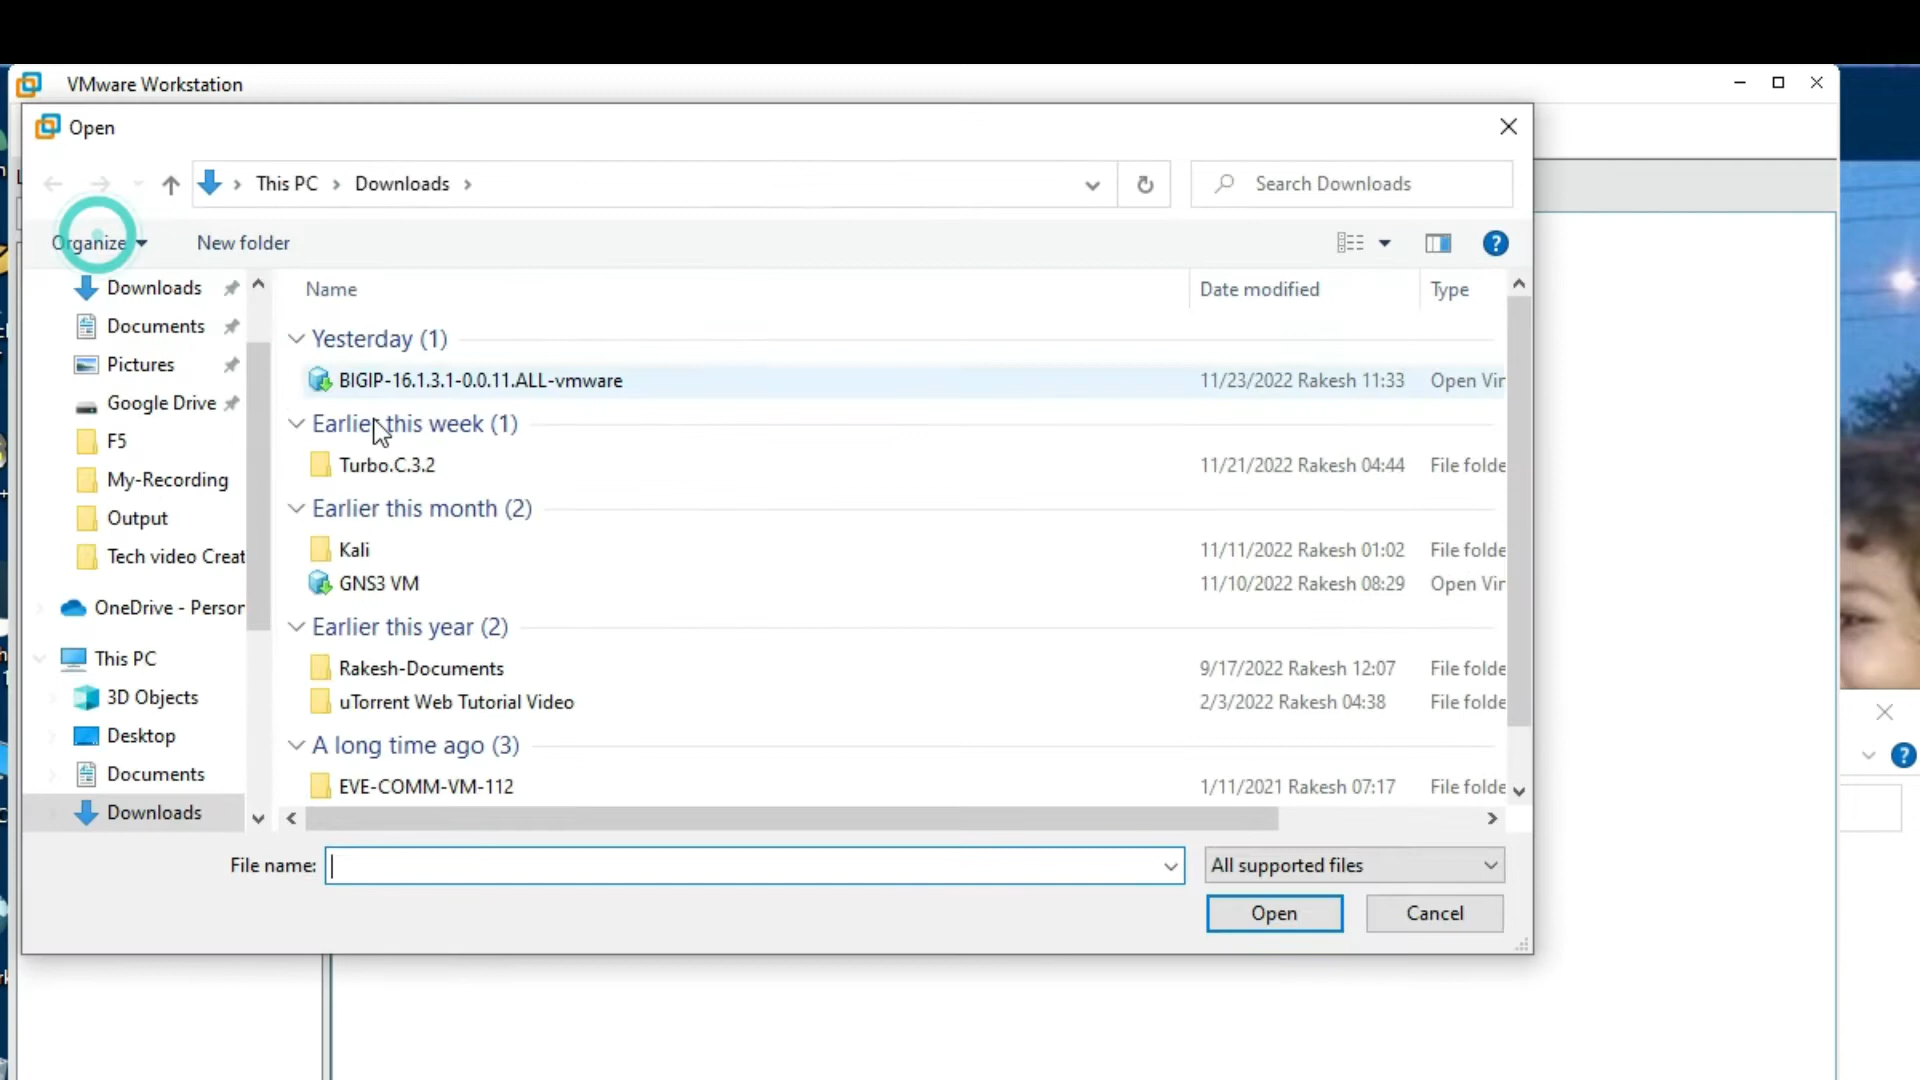 VMware Workstation
Open
This PC > Downloads >
Search Downloads
Organize
New folder
Name
Date modified
Type
Downloads
Documents
Pictures
Google Drive
F5
My-Recording
Output
Tech video Creat
OneDrive - Person
This PC
3D Objects
Desktop
Documents
Downloads
Yesterday (1)
BIGIP-16.1.3.1-0.0.11.ALL-vmware 11/23/2022 Rakesh 11:33 Open Vir
Earlier this week (1)
Turbo.C.3.2 11/21/2022 Rakesh 04:44 File folde
Earlier this month (2)
Kali 11/11/2022 Rakesh 01:02 File folde
GNS3 VM 11/10/2022 Rakesh 08:29 Open Vir
Earlier this year (2)
Rakesh-Documents 9/17/2022 Rakesh 12:07 File folde
uTorrent Web Tutorial Video 2/3/2022 Rakesh 04:38 File folde
A long time ago (3)
EVE-COMM-VM-112 1/11/2021 Rakesh 07:17 File folde
File name:
All supported files
Open
Cancel